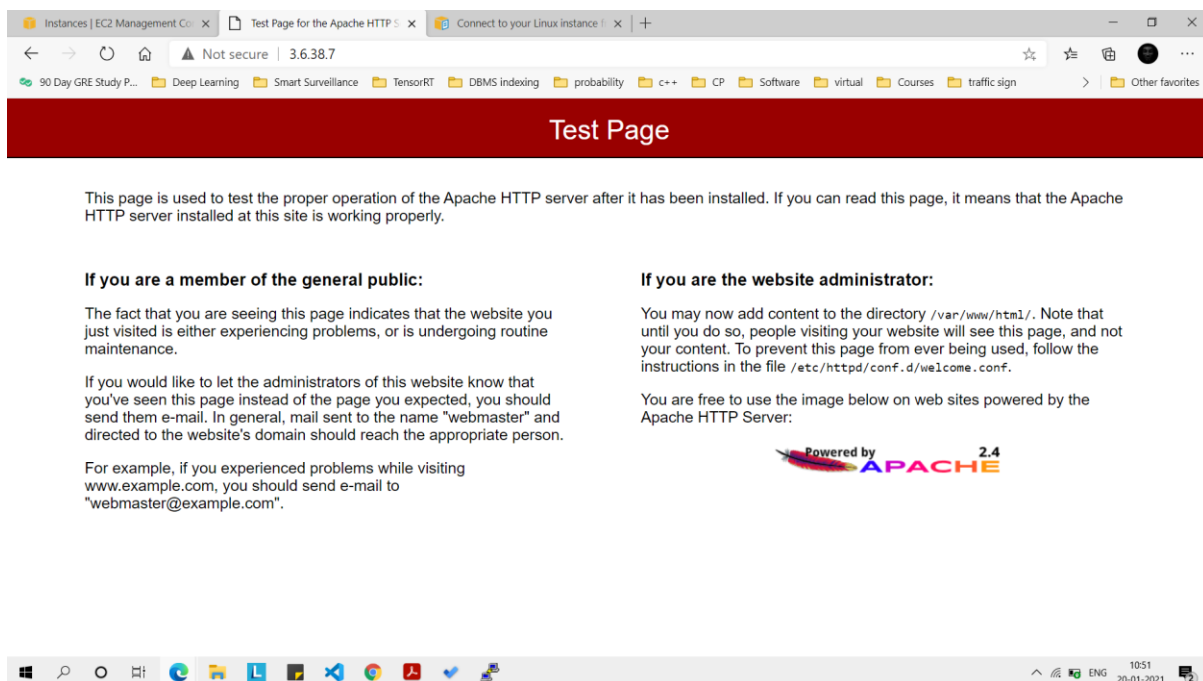 Instances | EC2 Management Co
Test Page for the Apache HTTP S
Connect to your Linux instance
Not secure
3.6.38.7
90 Day GRE Study P...
Deep Learning
Smart Surveillance
TensorRT
DBMS indexing
probability
c++
CP
Software
virtual
Courses
traffic sign
Other favorites
Test Page
This page is used to test the proper operation of the Apache HTTP server after it has been installed. If you can read this page, it means that the Apache
HTTP server installed at this site is working properly.
If you are a member of the general public:
The fact that you are seeing this page indicates that the website you
just visited is either experiencing problems, or is undergoing routine
maintenance.
If you would like to let the administrators of this website know that
you've seen this page instead of the page you expected, you should
send them e-mail. In general, mail sent to the name "webmaster" and
directed to the website's domain should reach the appropriate person.
For example, if you experienced problems while visiting
www.example.com, you should send e-mail to
"webmaster@example.com".
If you are the website administrator:
You may now add content to the directory /var/www/html/. Note that
until you do so, people visiting your website will see this page, and not
your content. To prevent this page from ever being used, follow the
instructions in the file /etc/httpd/conf.d/welcome.conf.
You are free to use the image below on web sites powered by the
Apache HTTP Server:
Powered by 2.4
APACHE
ENG
10:51
20-01-2021